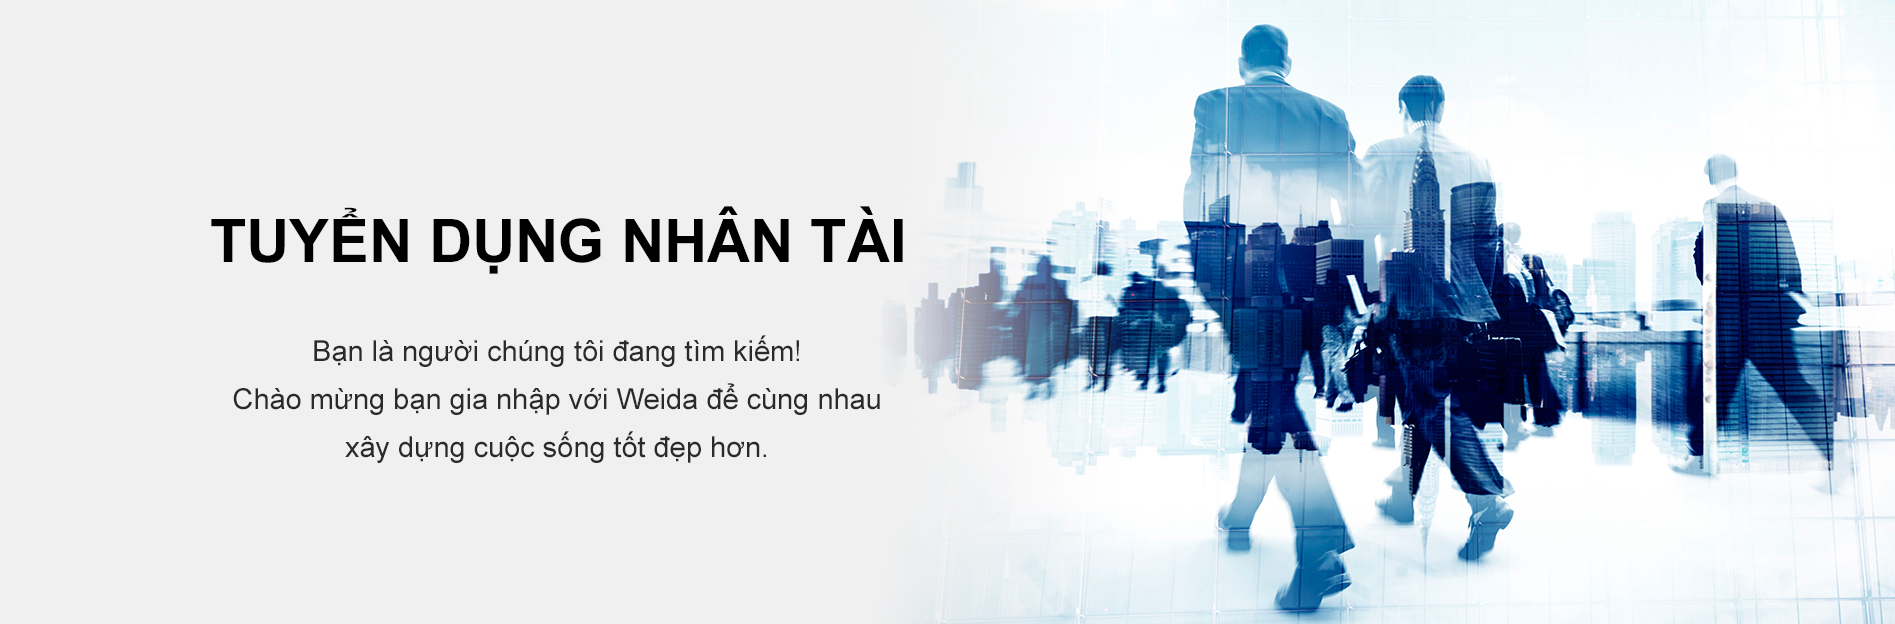 TUYỂN DỤNG NHÂN TÀI
Bạn là người chúng tôi đang tìm kiếm!
Chào mừng bạn gia nhập với Weida để cùng nhau
xây dựng cuộc sống tốt đẹp hơn.